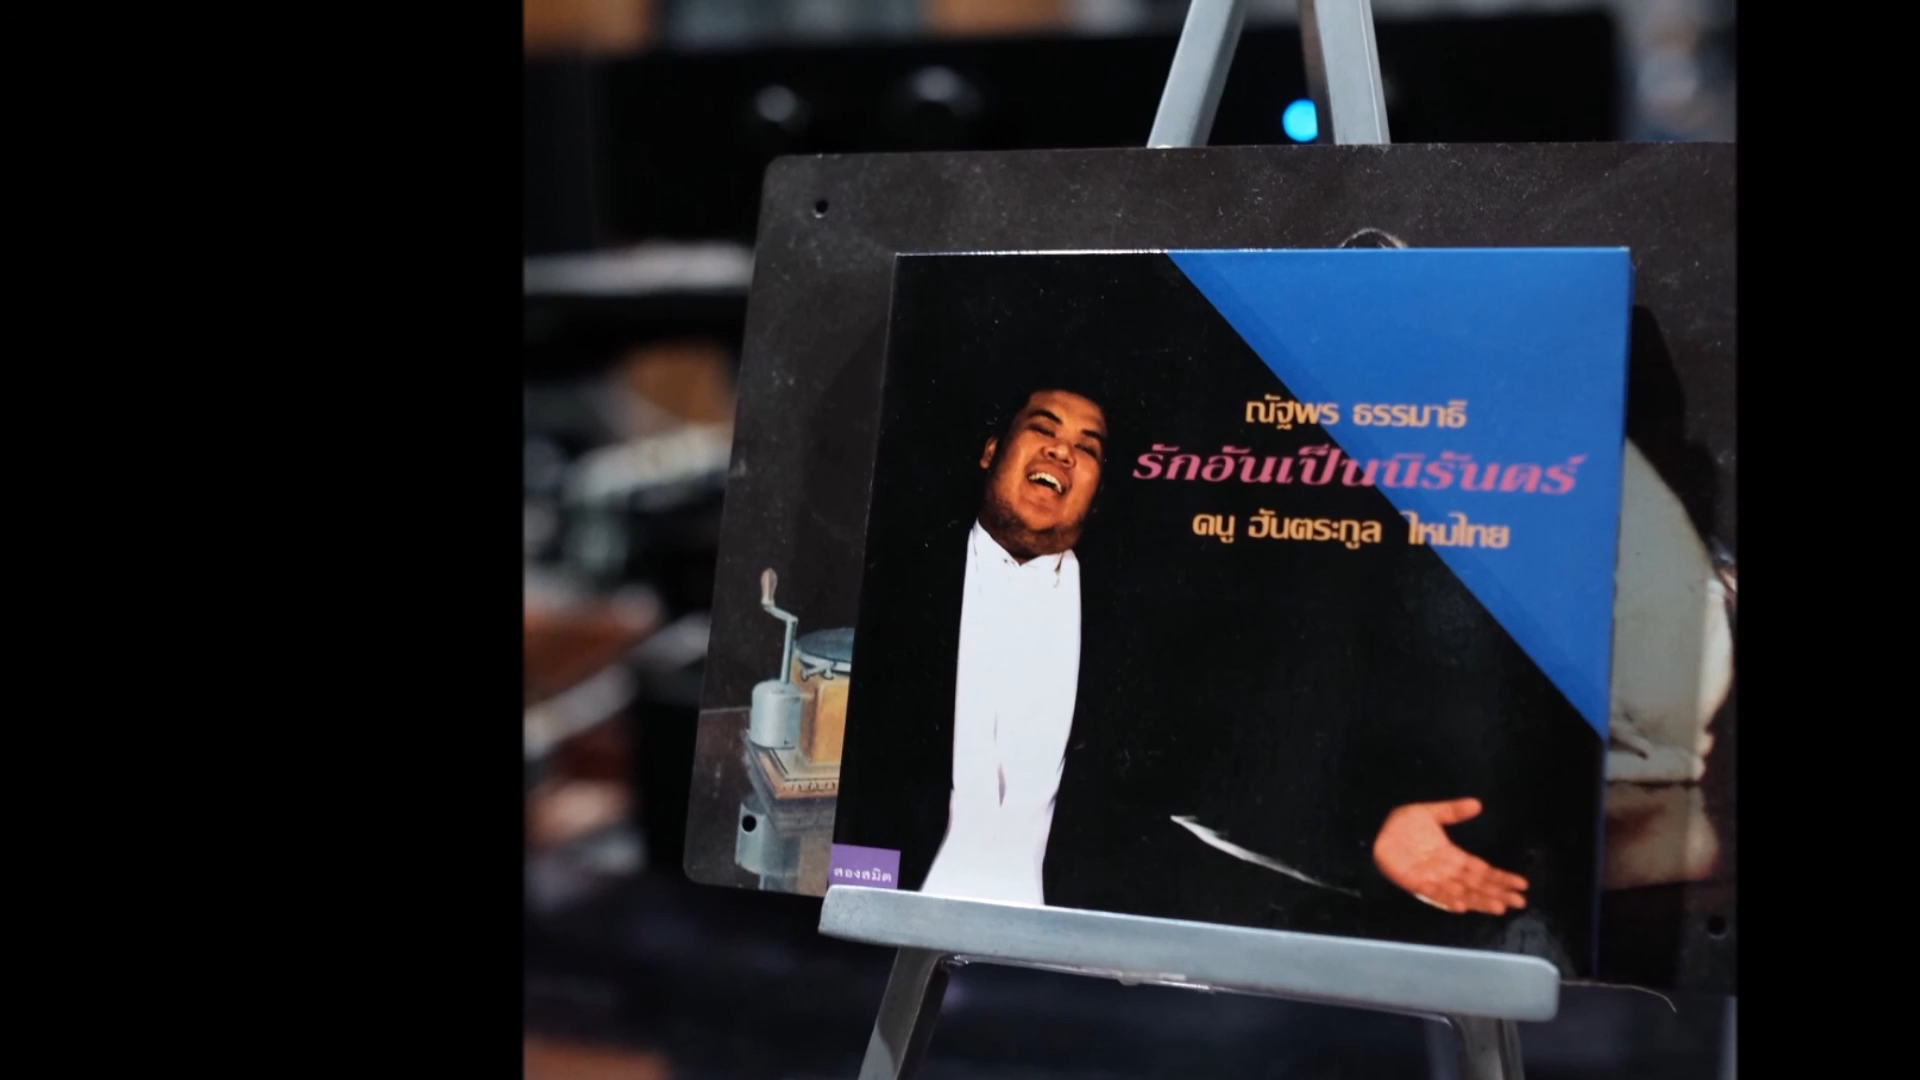 ณัฐพร ธรรมาธิ
รักอันเป็นนิรันดร์
ดนู ฮันตระกูล ไหมไทย
สองสมิต